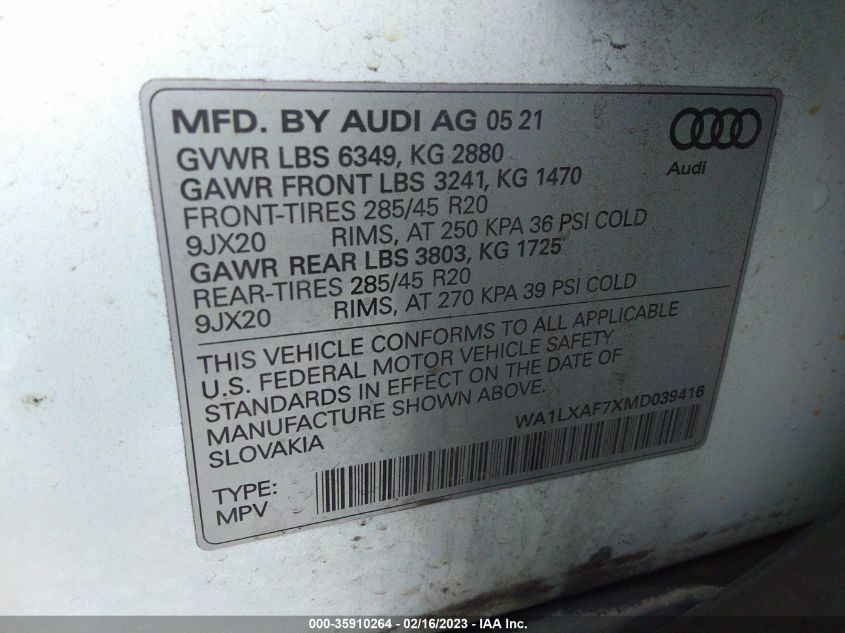 MFD. BY AUDI AG 05 21
GVWR LBS 6349, KG 2880
GAWR FRONT LBS 3241, KG 1470
FRONT-TIRES 285/45 R20
9JX20 RIMS, AT 250 KPA 36 PSI COLD
GAWR REAR LBS 3803, KG 1725
REAR-TIRES 285/45 R20
9JX20 RIMS, AT 270 KPA 39 PSI COLD
Audi
THIS VEHICLE CONFORMS TO ALL APPLICABLE
U.S. FEDERAL MOTOR VEHICLE SAFETY
STANDARDS IN EFFECT ON THE DATE OF
MANUFACTURE SHOWN ABOVE.
SLOVAKIA
WA1LXAF7XMD039416
TYPE:
MPV
000-35910264 - 02/16/2023 - IAA Inc.